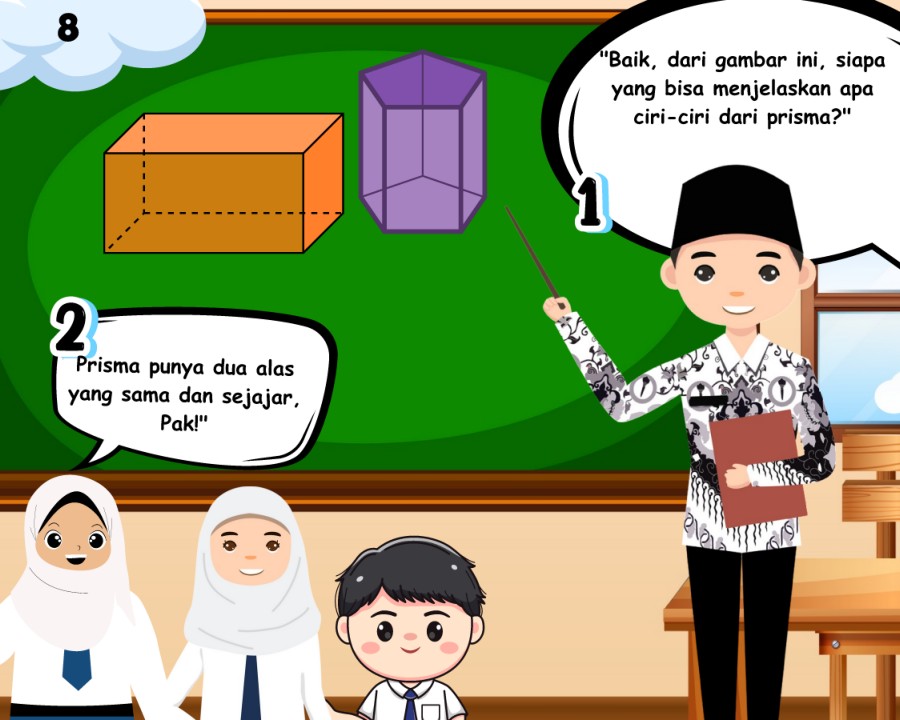 8
"Baik, dari gambar ini, siapa
yang bisa menjelaskan apa
ciri-ciri dari prisma?"
1
2
Prisma punya dua alas
yang sama dan sejajar,
Pak!"